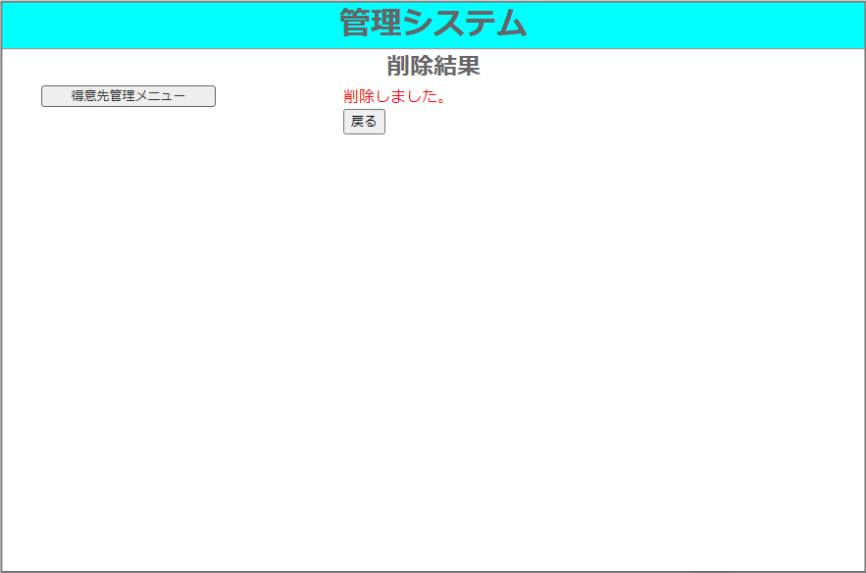 管理システム
削除結果
得意先管理メニュー
削除しました。
戻る